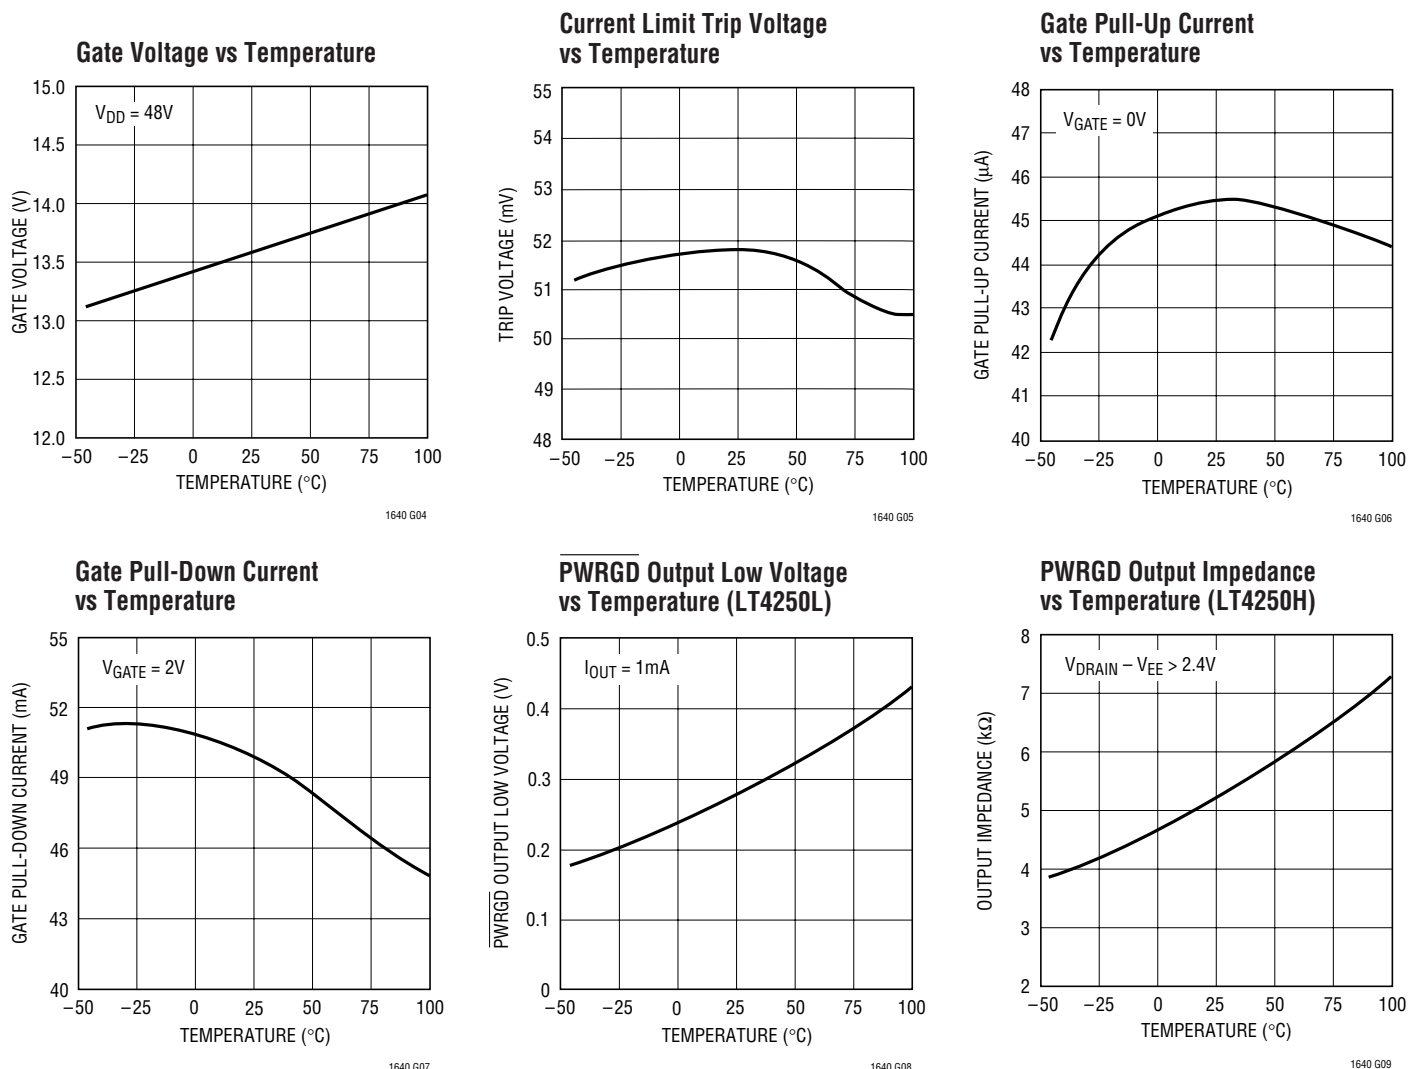 Gate Voltage vs Temperature
15.0
14.5
14.0
13.5
13.0
12.5
12.0
GATE VOLTAGE (V)
VDD = 48V
–50 –25 0 25 50 75 100
TEMPERATURE (°C)
1640 G04
Current Limit Trip Voltage
vs Temperature
55
54
53
52
51
50
49
48
TRIP VOLTAGE (mV)
–50 –25 0 25 50 75 100
TEMPERATURE (°C)
1640 G05
Gate Pull-Up Current
vs Temperature
48
47
46
45
44
43
42
41
40
GATE PULL-UP CURRENT (µA)
VGATE = 0V
–50 –25 0 25 50 75 100
TEMPERATURE (°C)
1640 G06
Gate Pull-Down Current
vs Temperature
55
52
49
46
43
40
GATE PULL-DOWN CURRENT (mA)
VGATE = 2V
–50 –25 0 25 50 75 100
TEMPERATURE (°C)
1640 G07
PWRGD Output Low Voltage
vs Temperature (LT4250L)
0.5
0.4
0.3
0.2
0.1
0
PWRGD OUTPUT LOW VOLTAGE (V)
IOUT = 1mA
–50 –25 0 25 50 75 100
TEMPERATURE (°C)
1640 G08
PWRGD Output Impedance
vs Temperature (LT4250H)
8
7
6
5
4
3
2
OUTPUT IMPEDANCE (kΩ)
VDRAIN – VEE > 2.4V
–50 –25 0 25 50 75 100
TEMPERATURE (°C)
1640 G09